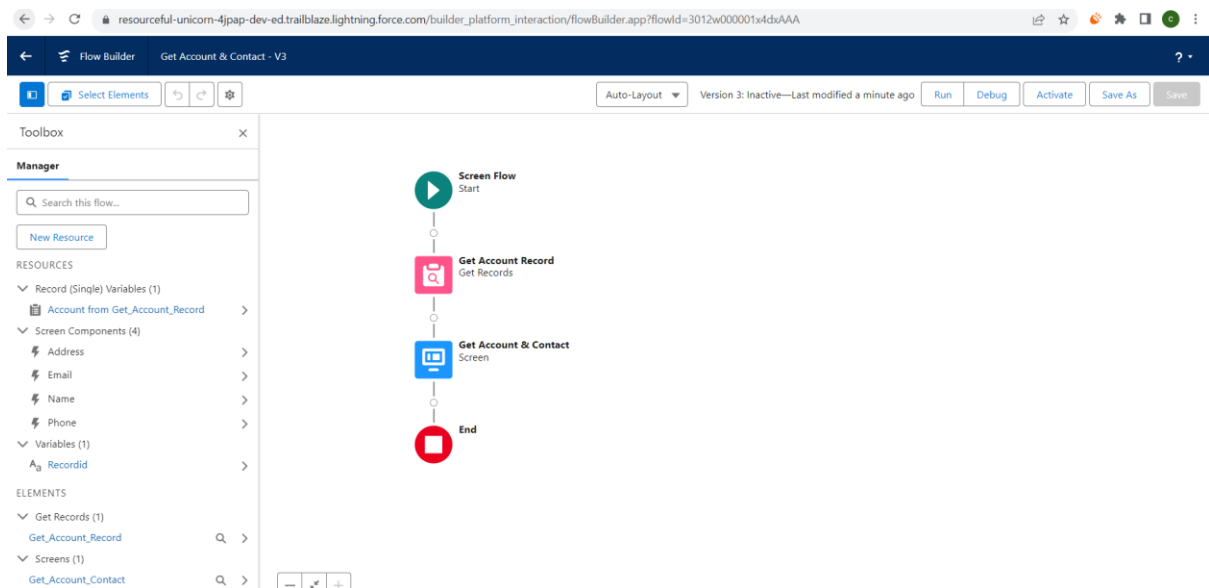 resourceful-unicorn-4jpap-dev-ed.trailblaze.lightning.force.com/builder_platform_interaction/flowBuilder.app?flowId=3012w000001x4dxAAA
C
Flow Builder Get Account & Contact - V3 ?
Select Elements Auto-Layout Version 3: Inactive—Last modified a minute ago Run Debug Activate Save As Save
Toolbox
Manager
Search this flow...
New Resource
RESOURCES
Record (Single) Variables (1)
Account from Get_Account_Record
Screen Components (4)
Address
Email
Name
Phone
Variables (1)
Aa Recordid
ELEMENTS
Get Records (1)
Get_Account_Record
Screens (1)
Get_Account_Contact
Screen Flow
Start
Get Account Record
Get Records
Get Account & Contact
Screen
End